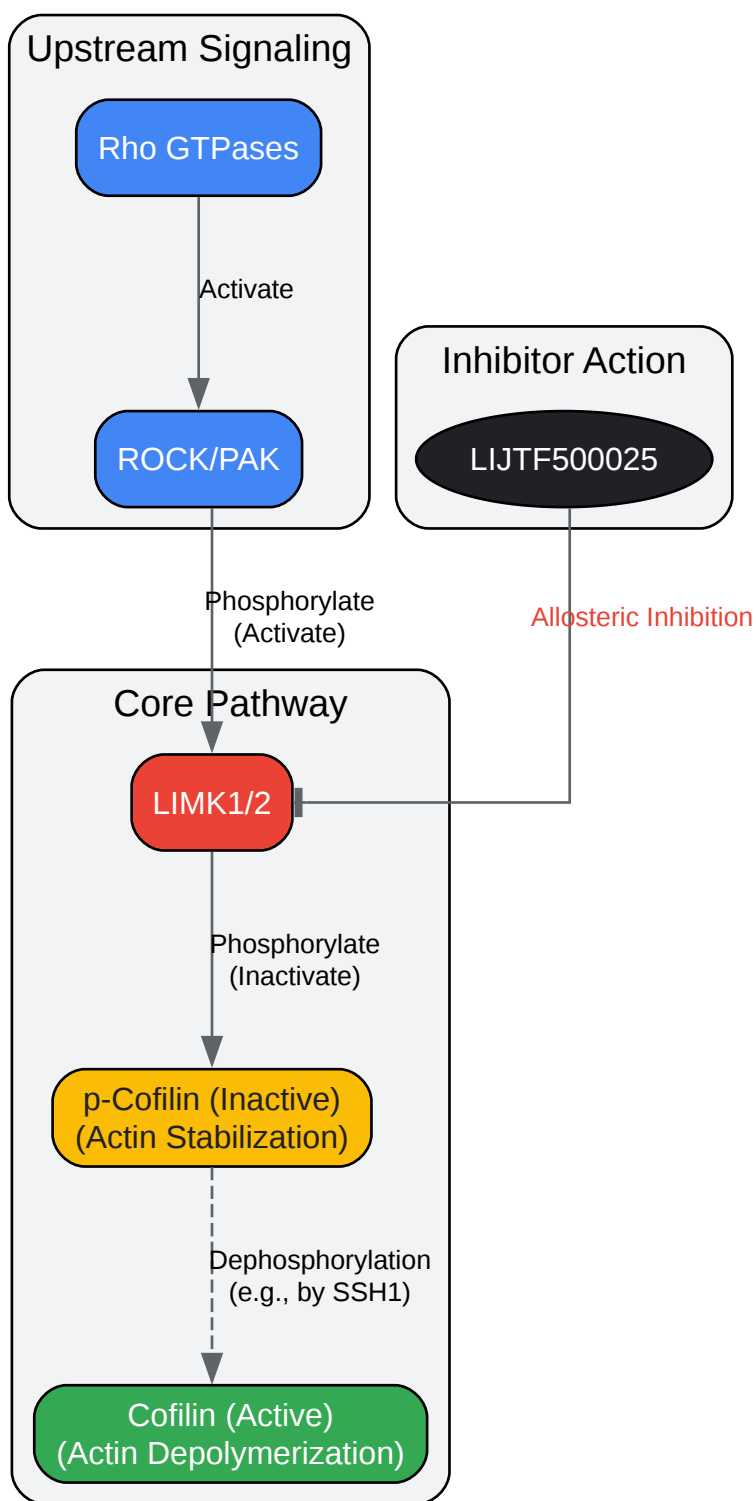 Upstream Signaling
Rho GTPases
Activate
ROCK/PAK
Inhibitor Action
LIJTF500025
Phosphorylate
(Activate)
Allosteric Inhibition
Core Pathway
LIMK1/2
Phosphorylate
(Inactivate)
p-Cofilin (Inactive)
(Actin Stabilization)
Dephosphorylation
(e.g., by SSH1)
Cofilin (Active)
(Actin Depolymerization)